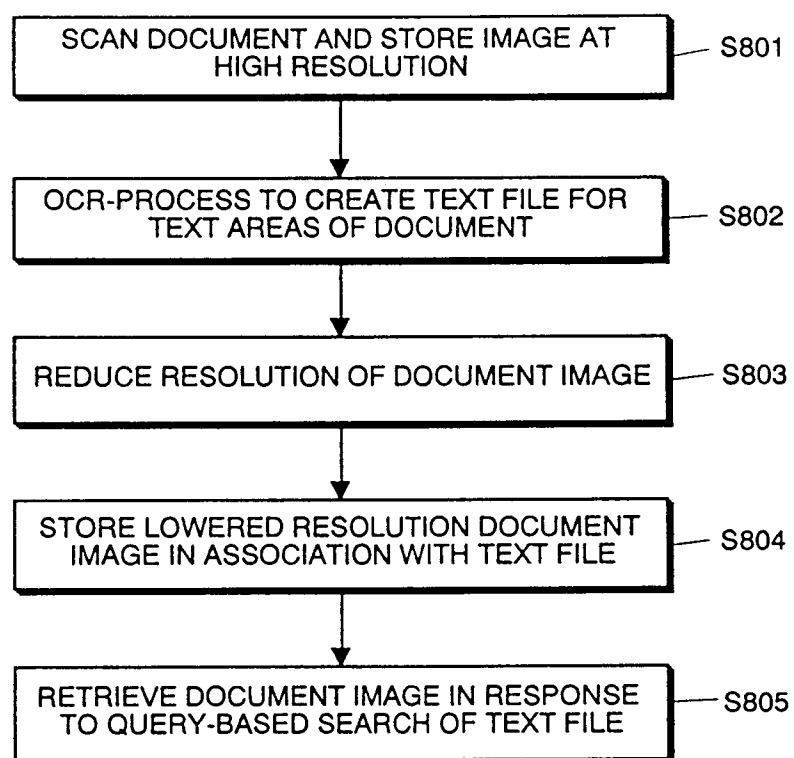 SCAN DOCUMENT AND STORE IMAGE AT
HIGH RESOLUTION
S801
OCR-PROCESS TO CREATE TEXT FILE FOR
TEXT AREAS OF DOCUMENT
S802
REDUCE RESOLUTION OF DOCUMENT IMAGE
S803
STORE LOWERED RESOLUTION DOCUMENT
IMAGE IN ASSOCIATION WITH TEXT FILE
S804
RETRIEVE DOCUMENT IMAGE IN RESPONSE
TO QUERY-BASED SEARCH OF TEXT FILE
S805